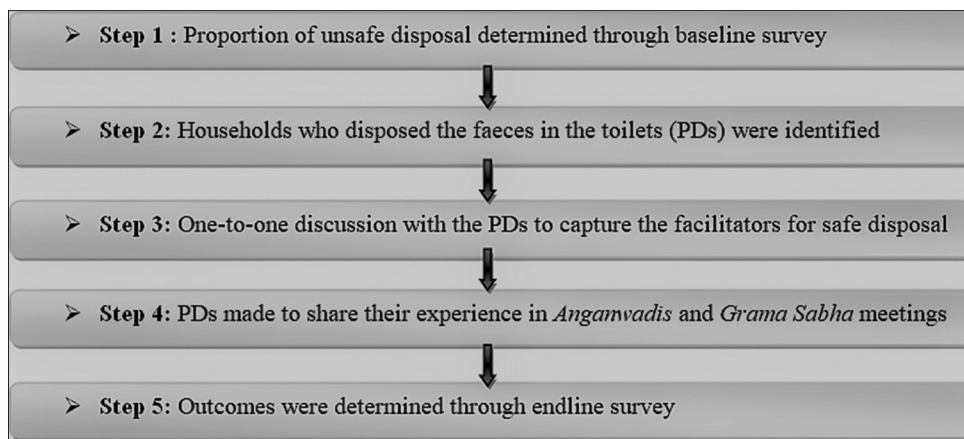 ➢ Step 1 : Proportion of unsafe disposal determined through baseline survey
➢ Step 2: Households who disposed the faeces in the toilets (PDs) were identified
➢ Step 3: One-to-one discussion with the PDs to capture the facilitators for safe disposal
➢ Step 4: PDs made to share their experience in Anganwadis and Grama Sabha meetings
➢ Step 5: Outcomes were determined through endline survey